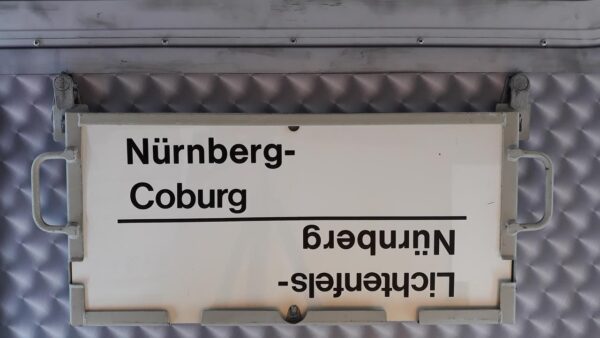 Nürnberg-
Coburg
Lichtenfels-
Nürnberg